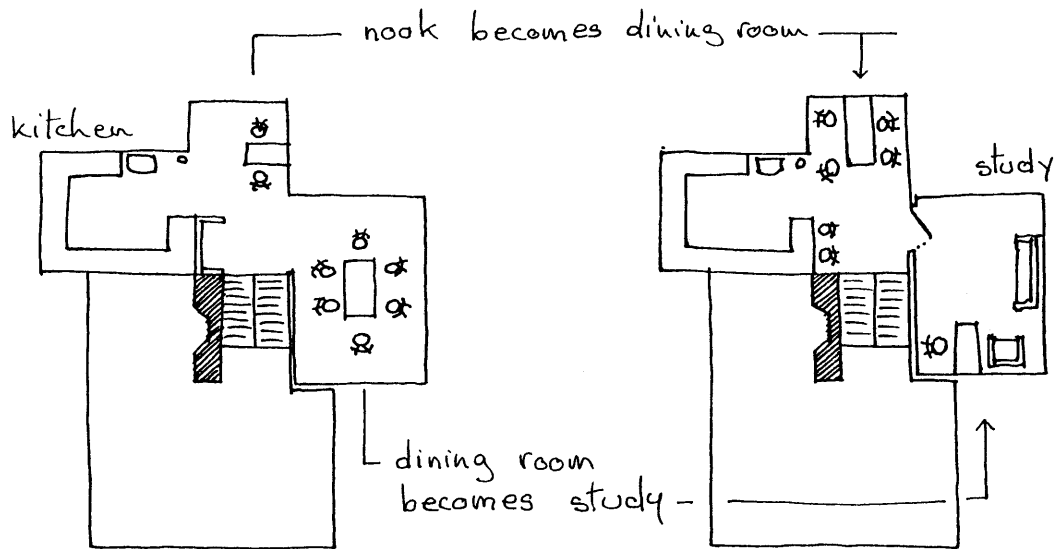 nook becomes dining room
kitchen
study
dining room
becomes study